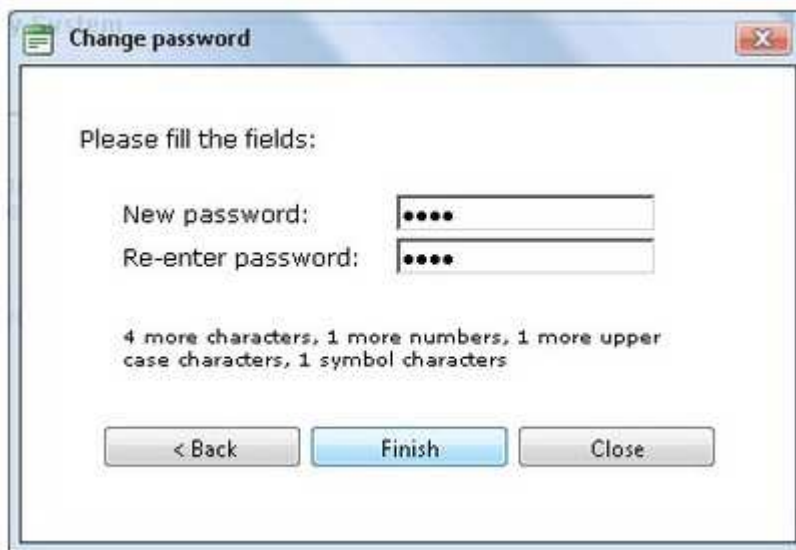 y System
Change password
Please fill the fields:
New password: ••••
Re-enter password: ••••
4 more characters, 1 more numbers, 1 more upper
case characters, 1 symbol characters
< Back Finish Close